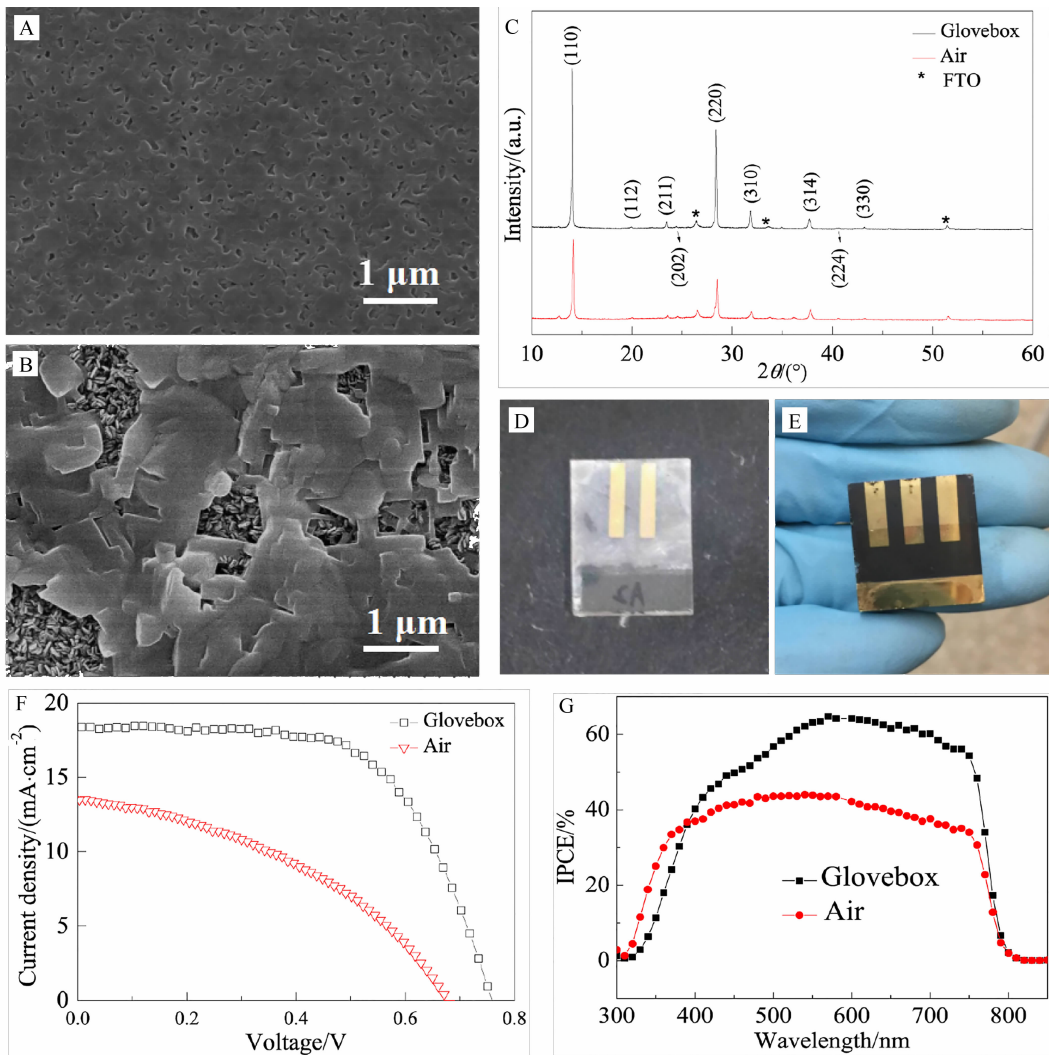 A
1 μm
B
1 μm
C
Glovebox
Air
* FTO
(110)
(112)
(211)
*
(220)
(310)
*
(314)
(330)
*
(202)
(224)
Intensity/(a.u.)
10 20 30 40 50 60
2θ/(°)
D
E
F
Glovebox
Air
Current density/(mA·cm⁻²)
20
15
10
5
0
0.0 0.2 0.4 0.6 0.8
Voltage/V
G
Glovebox
Air
IPCE/%
60
40
20
0
300 400 500 600 700 800
Wavelength/nm